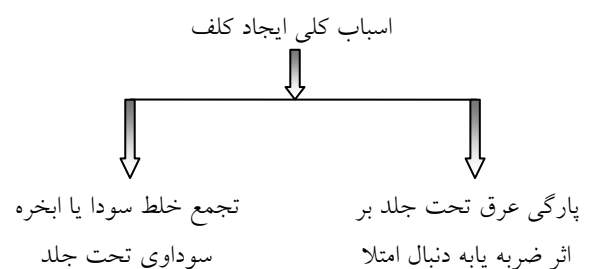 اسباب کلی ایجاد کلف
پارگی عرق تحت جلد بر
اثر ضربه یابه دنبال امتلا
تجمع خلط سودا یا ابخره
سوداوی تحت جلد